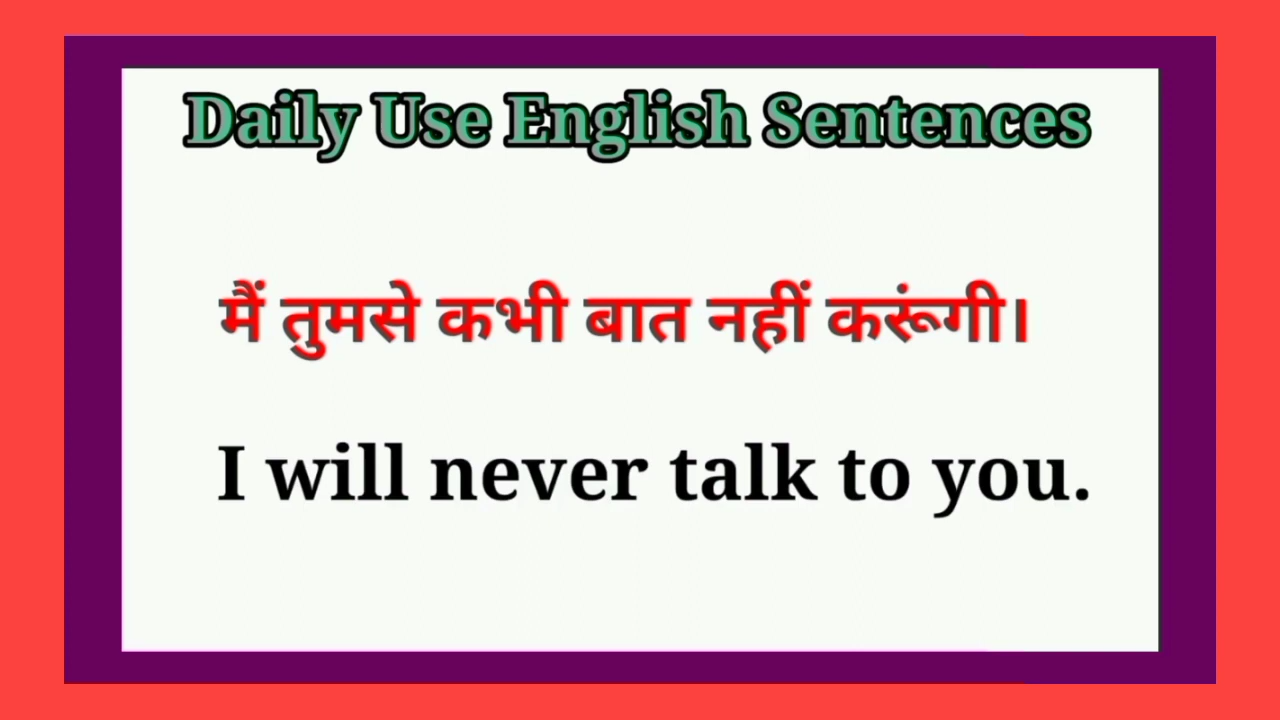 Daily Use English Sentences
मैं तुमसे कभी बात नहीं करूंगी।
I will never talk to you.